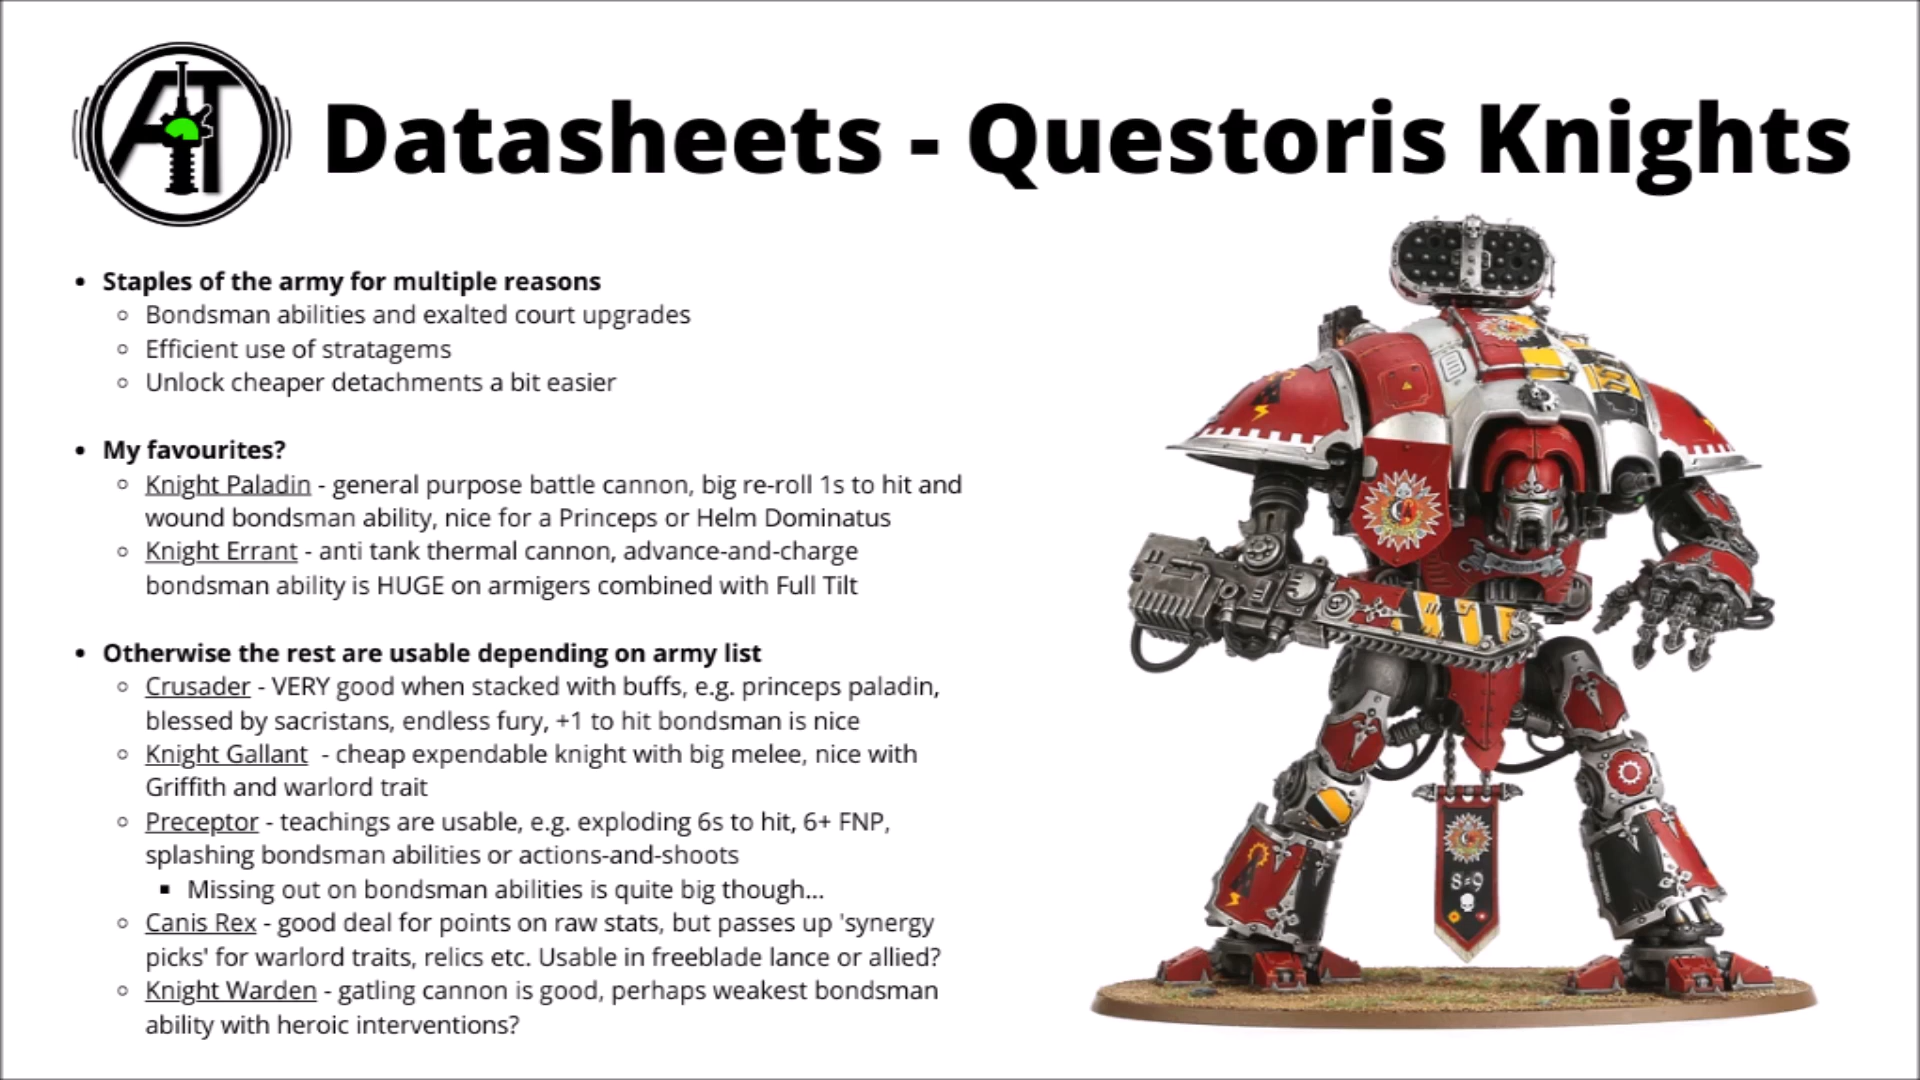 AT
Datasheets - Questoris Knights
• Staples of the army for multiple reasons
◦ Bondsman abilities and exalted court upgrades
◦ Efficient use of stratagems
◦ Unlock cheaper detachments a bit easier
• My favourites?
◦ Knight Paladin - general purpose battle cannon, big re-roll 1s to hit and
wound bondsman ability, nice for a Princeps or Helm Dominatus
◦ Knight Errant - anti tank thermal cannon, advance-and-charge
bondsman ability is HUGE on armigers combined with Full Tilt
• Otherwise the rest are usable depending on army list
◦ Crusader - VERY good when stacked with buffs, e.g. princeps paladin,
blessed by sacristans, endless fury, +1 to hit bondsman is nice
◦ Knight Gallant - cheap expendable knight with big melee, nice with
Griffith and warlord trait
◦ Preceptor - teachings are usable, e.g. exploding 6s to hit, 6+ FNP,
splashing bondsman abilities or actions-and-shoots
▪ Missing out on bondsman abilities is quite big though...
◦ Canis Rex - good deal for points on raw stats, but passes up 'synergy
picks' for warlord traits, relics etc. Usable in freeblade lance or allied?
◦ Knight Warden - gatling cannon is good, perhaps weakest bondsman
ability with heroic interventions?